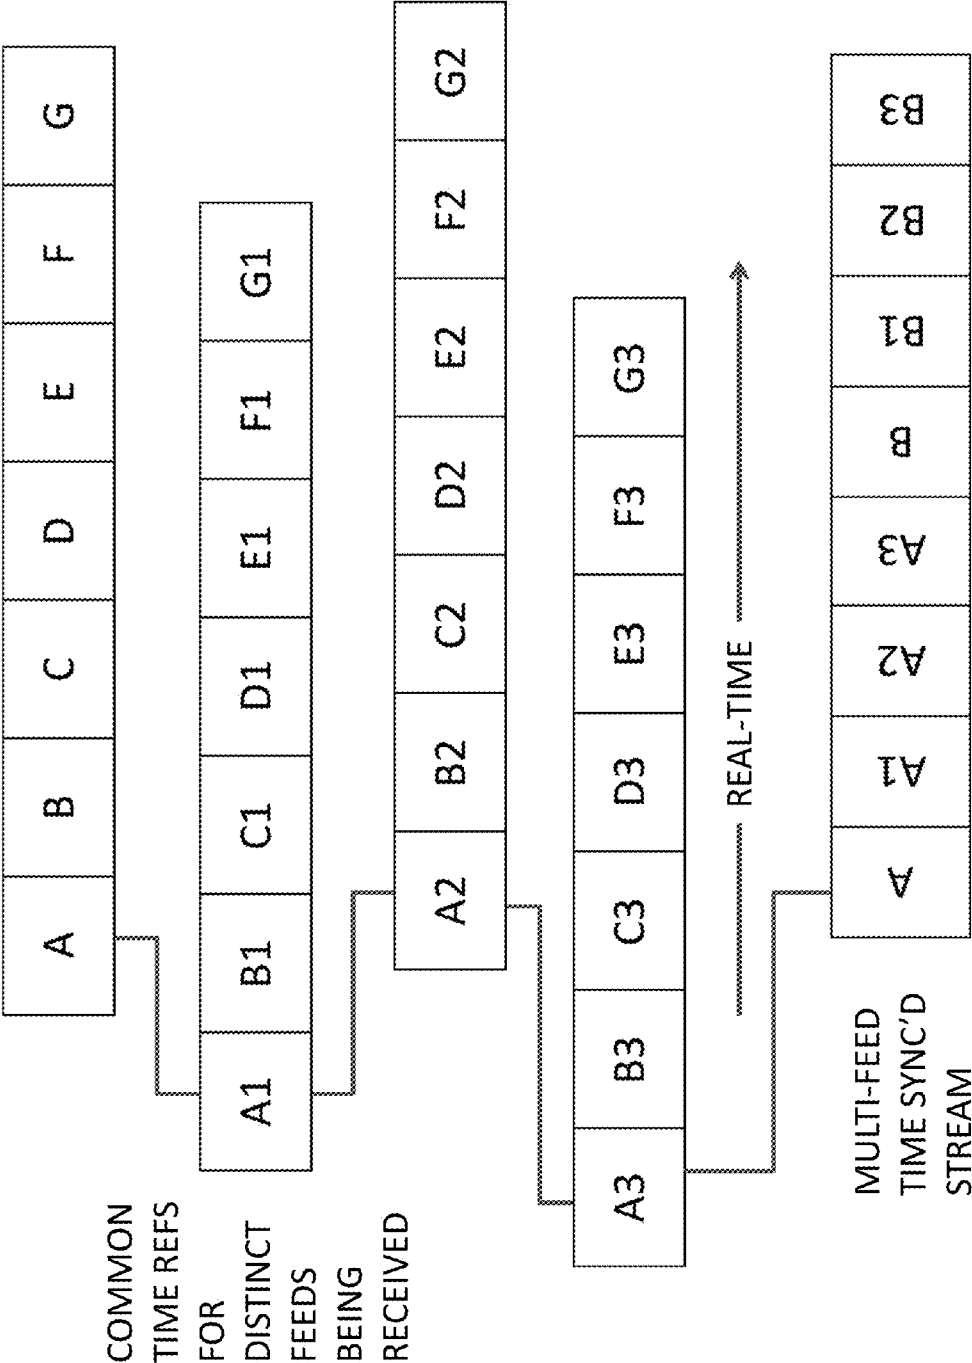 A B C D E F G
COMMON
TIME REFS
FOR
DISTINCT
FEEDS
BEING
RECEIVED
A1 B1 C1 D1 E1 F1 G1
A2 B2 C2 D2 E2 F2 G2
A3 B3 C3 D3 E3 F3 G3
REAL-TIME
MULTI-FEED
TIME SYNC'D
STREAM
A A1 A2 A3 B B1 B2 B3